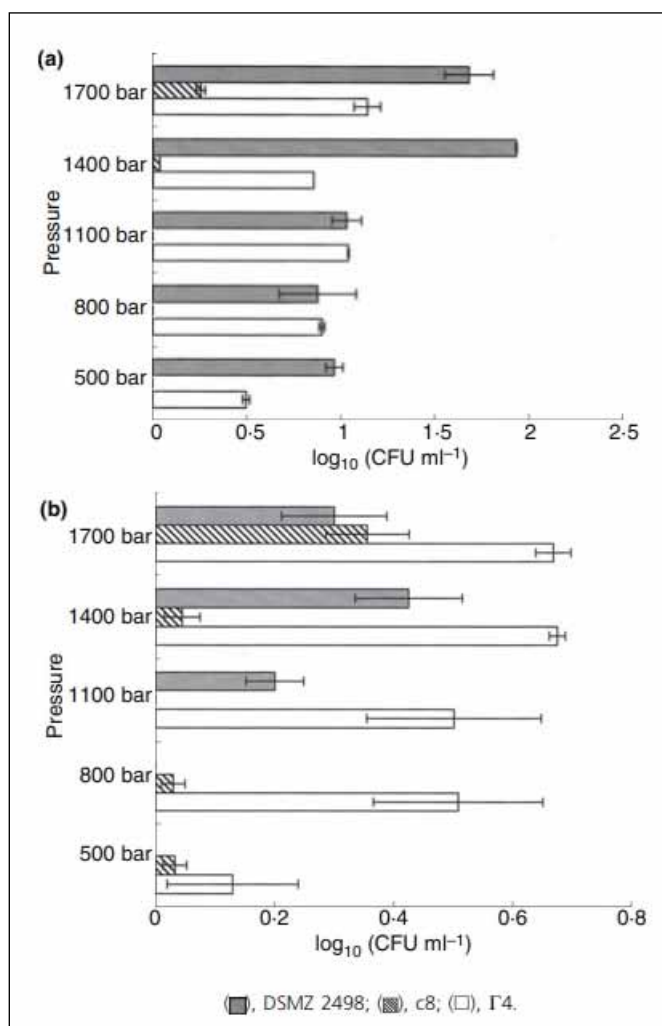 (a)
1700 bar
1400 bar
1100 bar
800 bar
500 bar
Pressure
0 0·5 1 1·5 2 2·5
log₁₀ (CFU ml⁻¹)
(b)
1700 bar
1400 bar
1100 bar
800 bar
500 bar
Pressure
0 0·2 0·4 0·6 0·8
log₁₀ (CFU ml⁻¹)
(▩), DSMZ 2498; (▨), c8; (□), Γ4.